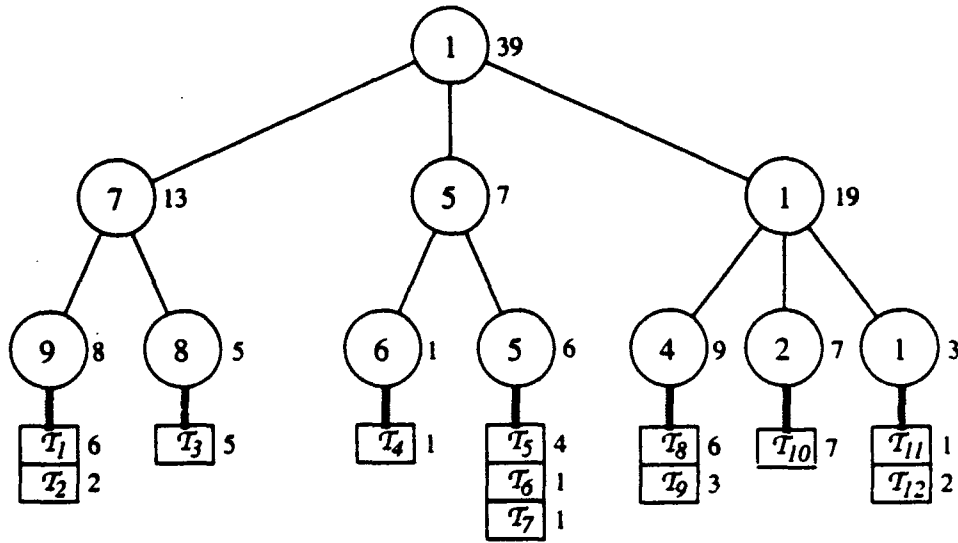 1 39
7 13 5 7 1 19
9 8 8 5 6 1 5 6 4 9 2 7 1 3
𝒯1 6 𝒯3 5 𝒯4 1 𝒯5 4 𝒯8 6 𝒯10 7 𝒯11 1
𝒯2 2 𝒯6 1 𝒯9 3 𝒯12 2
𝒯7 1